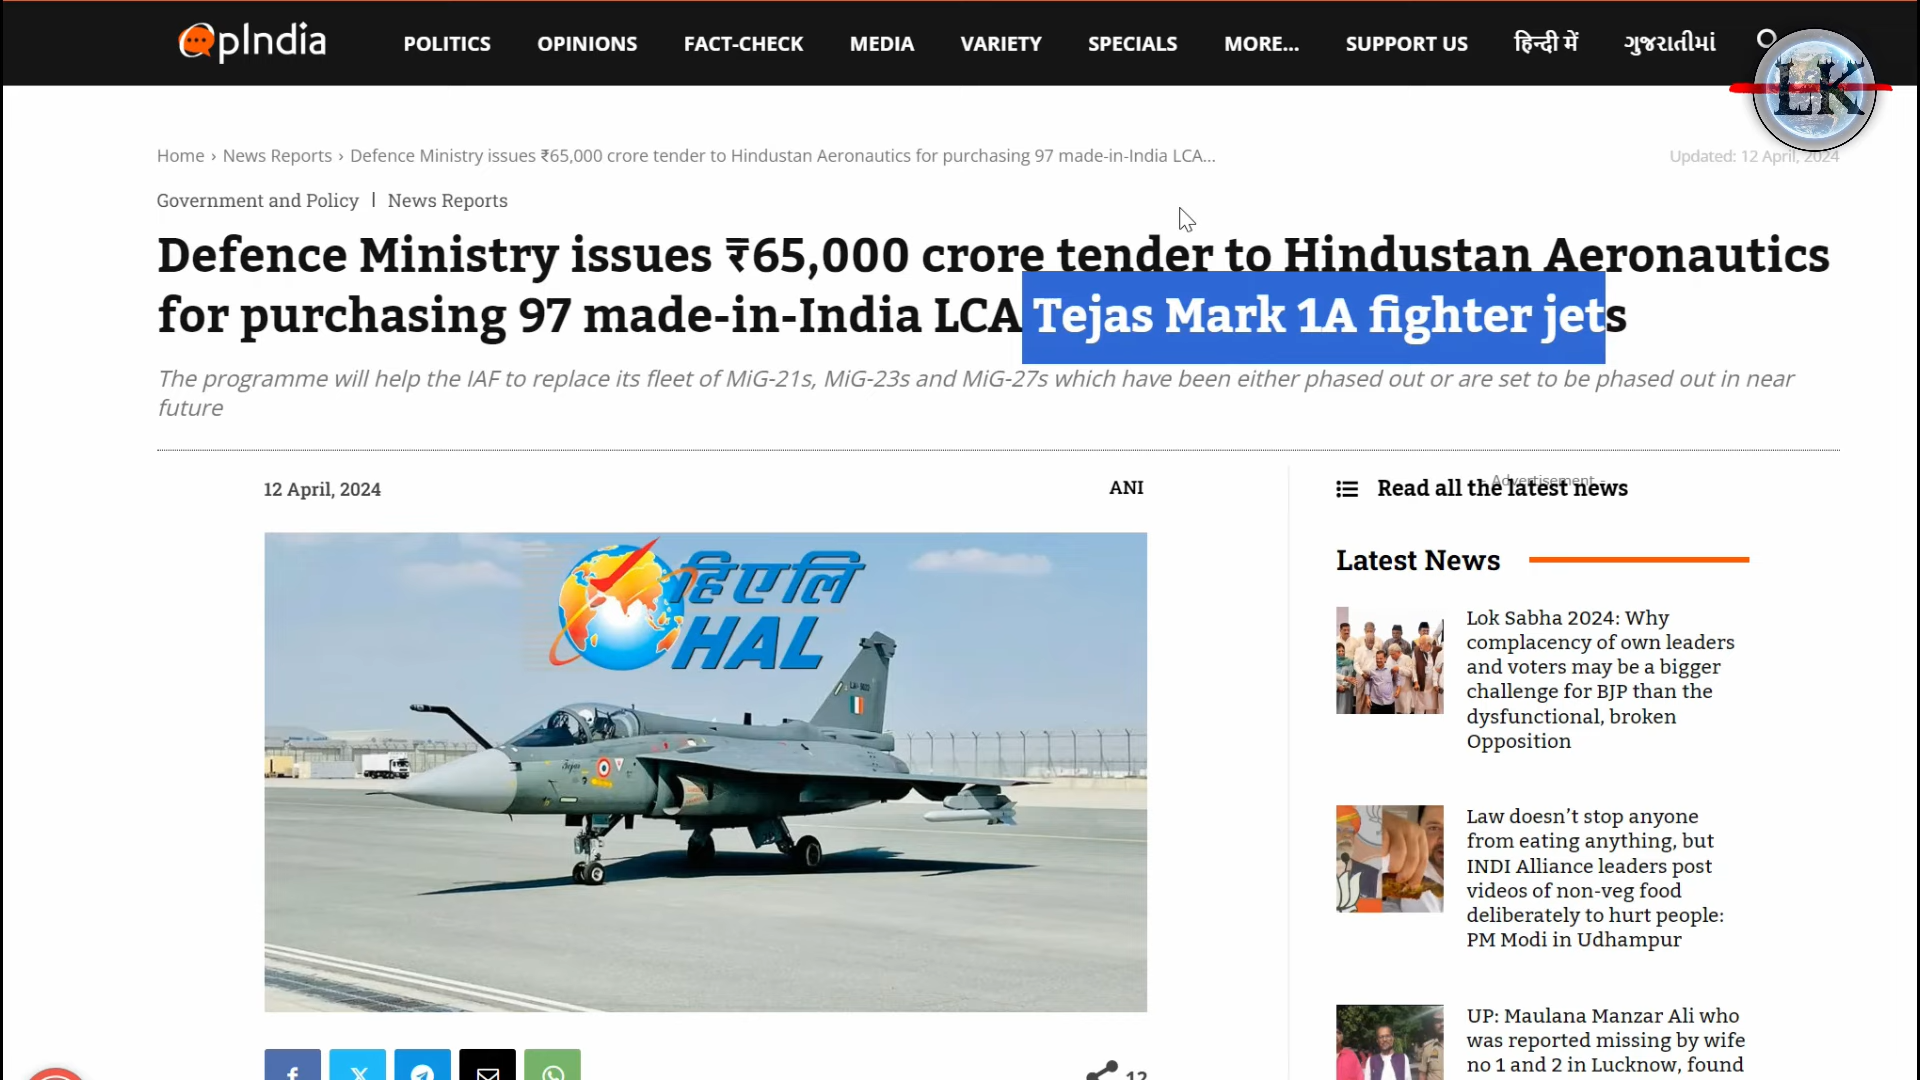 OpIndia
POLITICS
OPINIONS
FACT-CHECK
MEDIA
VARIETY
SPECIALS
MORE...
SUPPORT US
हिन्दी में
ગુજરાતીમાં
LK
Home › News Reports › Defence Ministry issues ₹65,000 crore tender to Hindustan Aeronautics for purchasing 97 made-in-India LCA...
Updated: 12 April, 2024
Government and Policy | News Reports
Defence Ministry issues ₹65,000 crore tender to Hindustan Aeronautics
for purchasing 97 made-in-India LCA Tejas Mark 1A fighter jets
The programme will help the IAF to replace its fleet of MiG-21s, MiG-23s and MiG-27s which have been either phased out or are set to be phased out in near
future
12 April, 2024
ANI
हिएलि
HAL
Tejas
12
- Advertisement -
Read all the latest news
Latest News
Lok Sabha 2024: Why
complacency of own leaders
and voters may be a bigger
challenge for BJP than the
dysfunctional, broken
Opposition
Law doesn’t stop anyone
from eating anything, but
INDI Alliance leaders post
videos of non-veg food
deliberately to hurt people:
PM Modi in Udhampur
UP: Maulana Manzar Ali who
was reported missing by wife
no 1 and 2 in Lucknow, found